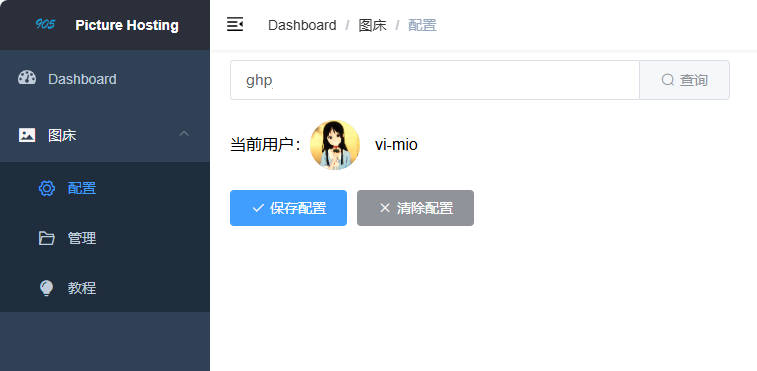 905 Picture Hosting
Dashboard / 图床 / 配置
Dashboard
图床
配置
管理
教程
ghp
查询
当前用户： vi-mio
保存配置
清除配置